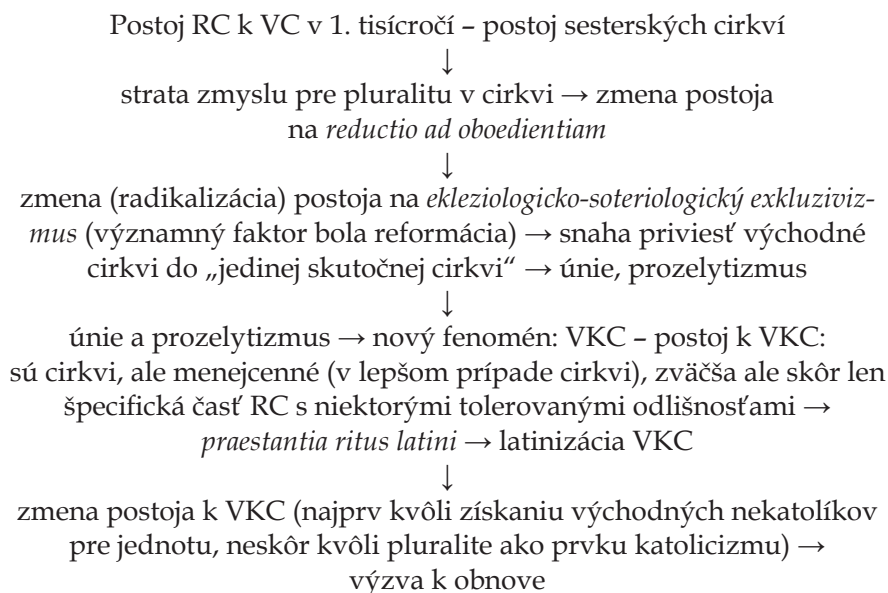 Postoj RC k VC v 1. tisícročí – postoj sesterských cirkví
↓
strata zmyslu pre pluralitu v cirkvi → zmena postoja
na reductio ad oboedientiam
↓
zmena (radikalizácia) postoja na ekleziologicko-soteriologický exkluziviz-
mus (významný faktor bola reformácia) → snaha priviesť východné
cirkvi do „jedinej skutočnej cirkvi“ → únie, prozelytizmus
↓
únie a prozelytizmus → nový fenomén: VKC – postoj k VKC:
sú cirkvi, ale menejcenné (v lepšom prípade cirkvi), zväčša ale skôr len
špecifická časť RC s niektorými tolerovanými odlišnosťami →
praestantia ritus latini → latinizácia VKC
↓
zmena postoja k VKC (najprv kvôli získaniu východných nekatolíkov
pre jednotu, neskôr kvôli pluralite ako prvku katolicizmu) →
výzva k obnove